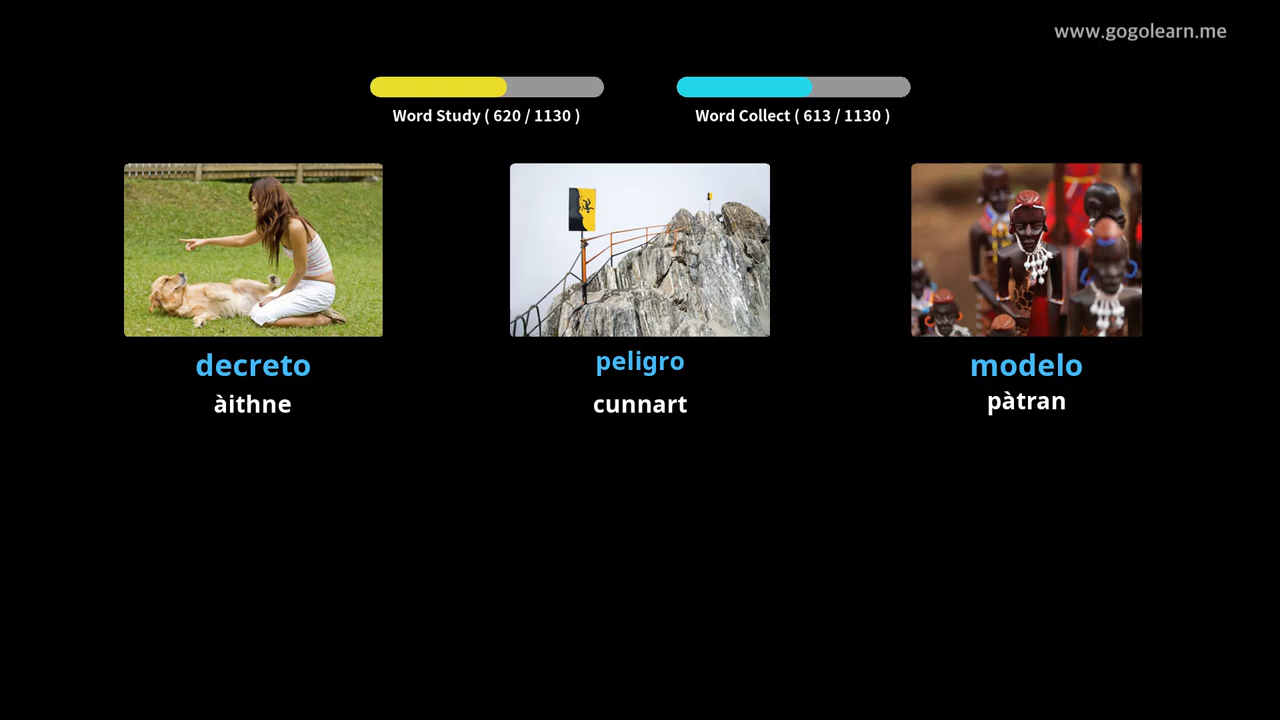 www.gogolearn.me
Word Study ( 620 / 1130 )
Word Collect ( 613 / 1130 )
decreto
àithne
peligro
cunnart
modelo
pàtran